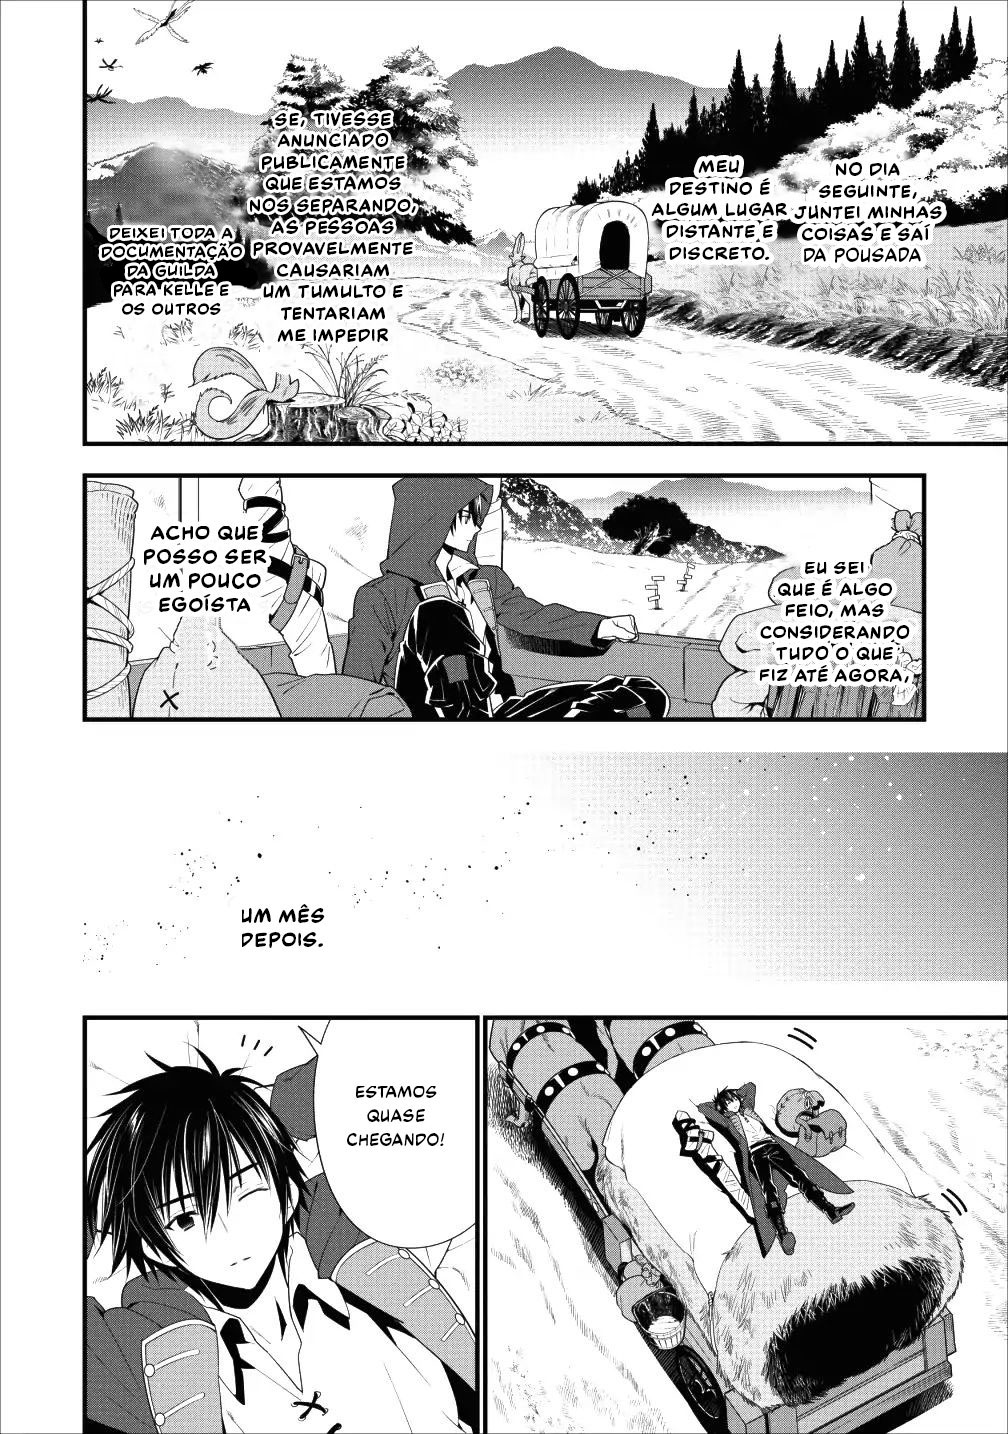 NO DIA
SEGUINTE,
JUNTEI MINHAS
COISAS E SAÍ
DA POUSADA
MEU
DESTINO É
ALGUM LUGAR
DISTANTE E
DISCRETO.
SE, TIVESSE
ANUNCIADO
PUBLICAMENTE
QUE ESTAMOS
NOS SEPARANDO,
AS PESSOAS
PROVAVELMENTE
CAUSARIAM
UM TUMULTO E
TENTARIAM
ME IMPEDIR
DEIXEI TODA A
DOCUMENTAÇÃO
DA GUILDA
PARA KELLE E
OS OUTROS
EU SEI
QUE É ALGO
FEIO, MAS
CONSIDERANDO
TUDO O QUE
FIZ ATÉ AGORA,
ACHO QUE
POSSO SER
UM POUCO
EGOÍSTA
UM MÊS
DEPOIS.
ESTAMOS
QUASE
CHEGANDO!